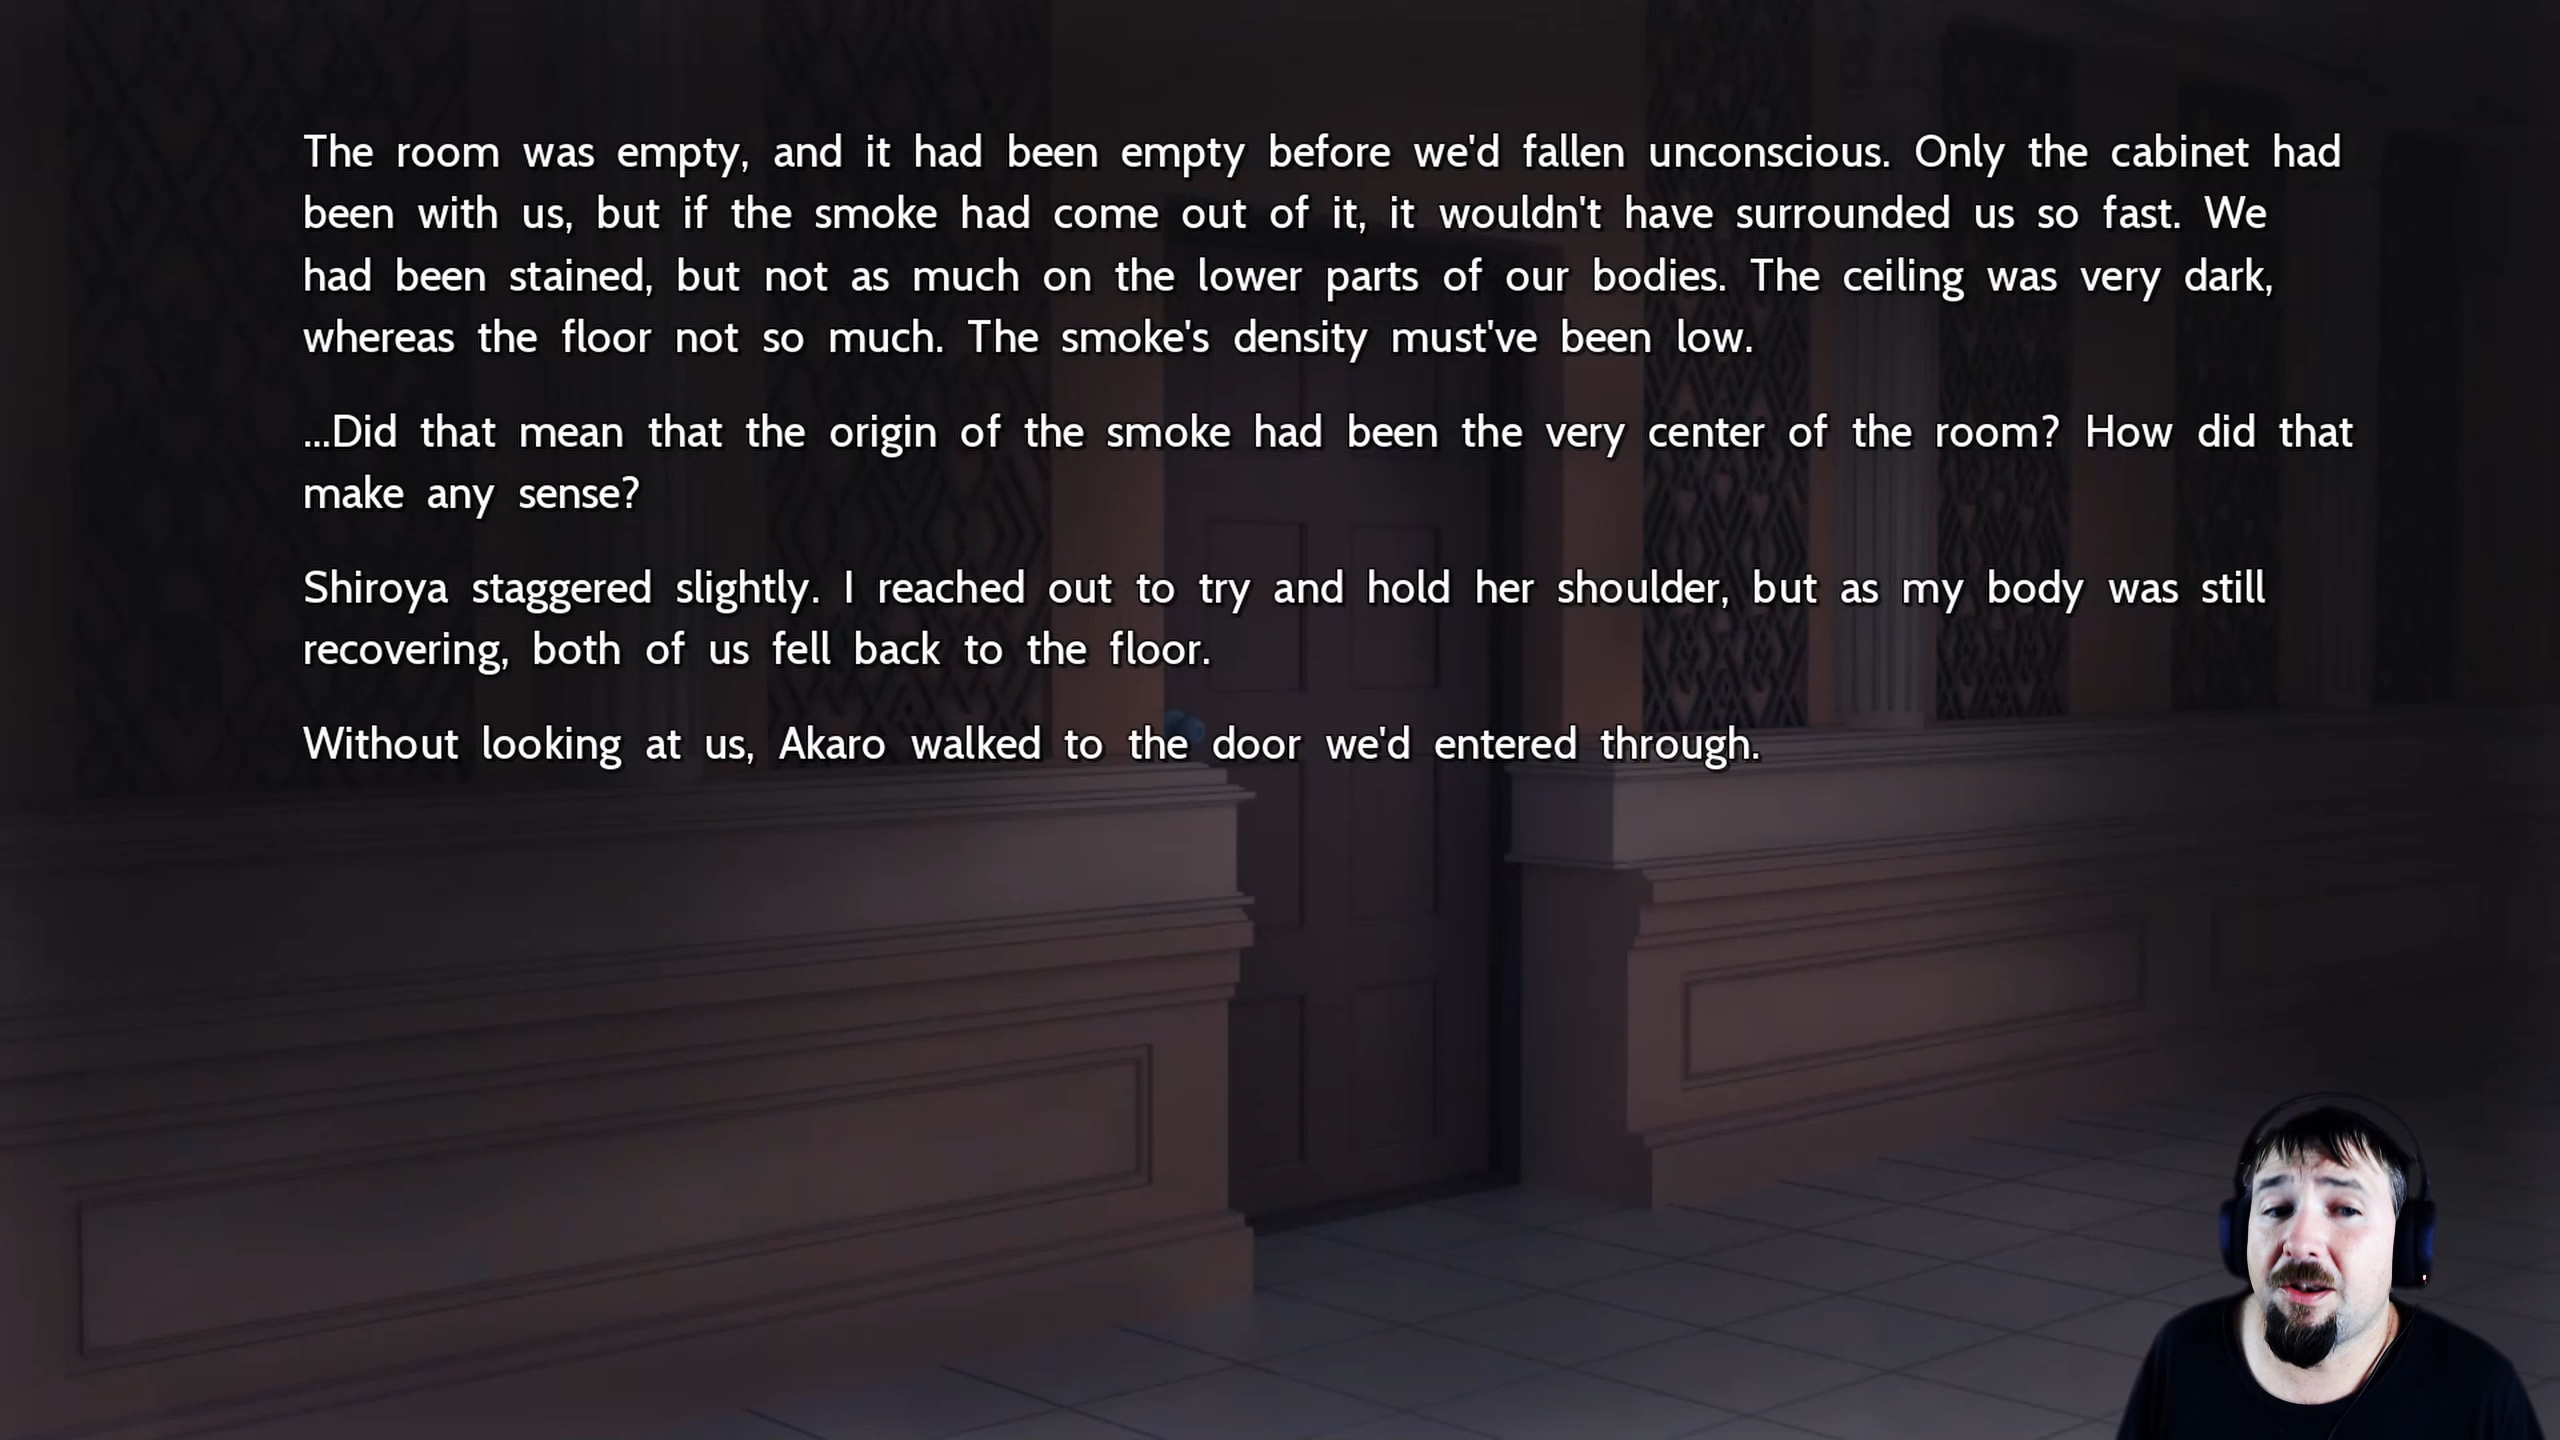 The room was empty, and it had been empty before we'd fallen unconscious. Only the cabinet had
been with us, but if the smoke had come out of it, it wouldn't have surrounded us so fast. We
had been stained, but not as much on the lower parts of our bodies. The ceiling was very dark,
whereas the floor not so much. The smoke's density must've been low.
...Did that mean that the origin of the smoke had been the very center of the room? How did that
make any sense?
Shiroya staggered slightly. I reached out to try and hold her shoulder, but as my body was still
recovering, both of us fell back to the floor.
Without looking at us, Akaro walked to the door we'd entered through.